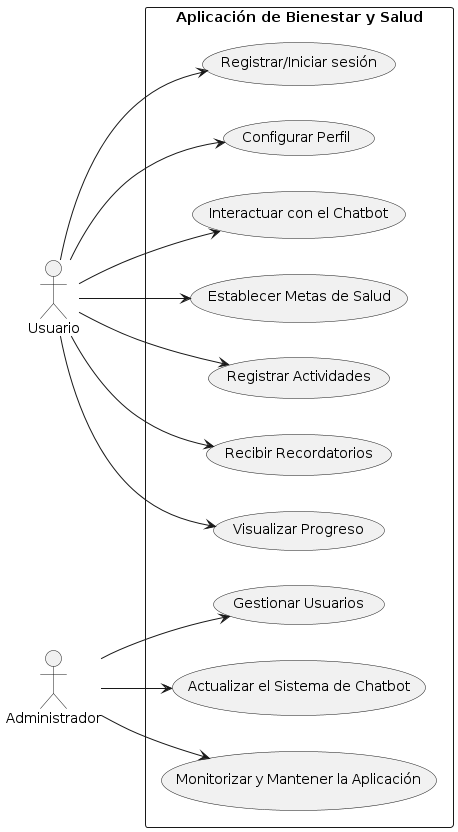 Aplicación de Bienestar y Salud
Registrar/Iniciar sesión
Configurar Perfil
Interactuar con el Chatbot
Establecer Metas de Salud
Usuario
Registrar Actividades
Recibir Recordatorios
Visualizar Progreso
Gestionar Usuarios
Actualizar el Sistema de Chatbot
Administrador
Monitorizar y Mantener la Aplicación